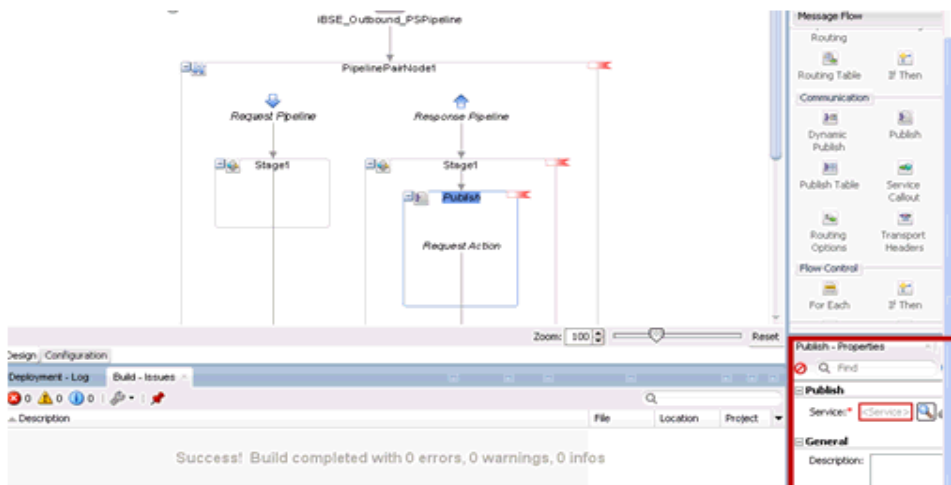 iBSE_Outbound_PSPipeline
PipelinePairNode1
Request Pipeline
Response Pipeline
Stage1
Stage1
Publish
Request Action
Zoom: 100
Reset
Design
Configuration
Deployment - Log
Build - Issues
0
0
0
Description
File
Location
Project
Success! Build completed with 0 errors, 0 warnings, 0 infos
Message Flow
Routing
Routing Table
If Then
Communication
Dynamic Publish
Publish
Publish Table
Service Callout
Routing Options
Transport Headers
Flow Control
For Each
If Then
Publish - Properties
Find
Publish
Service:* <Service>
General
Description: